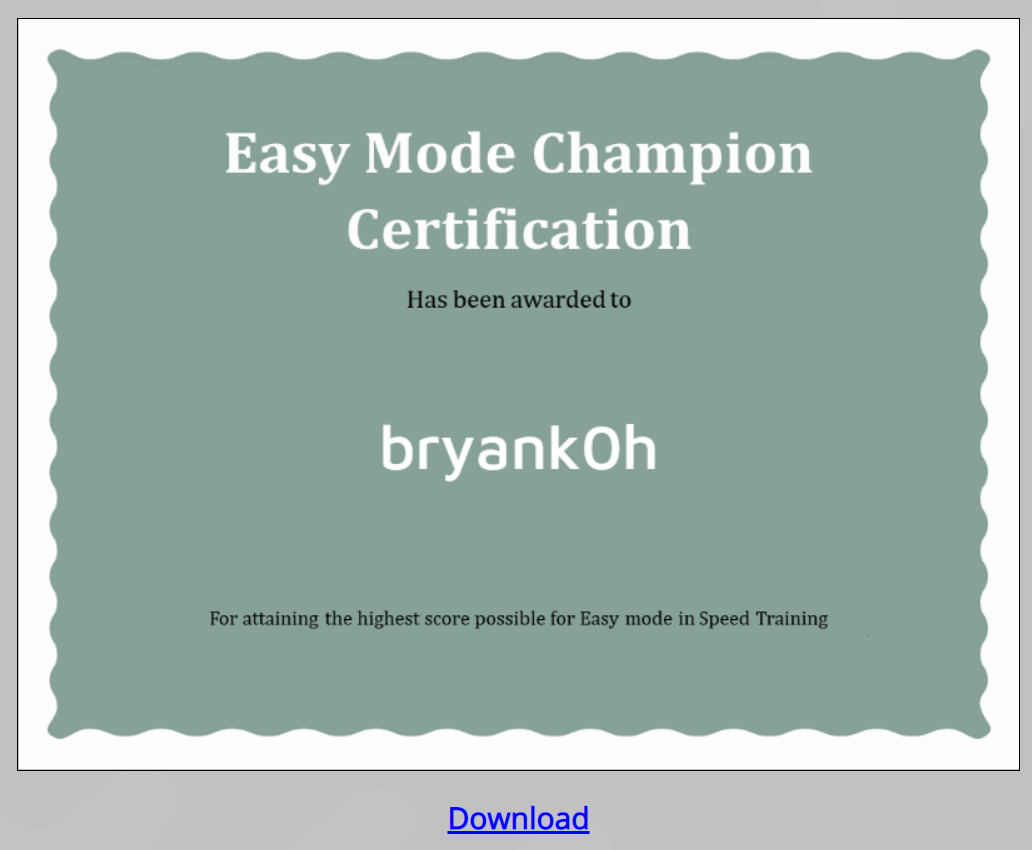 Easy Mode Champion
Certification
Has been awarded to
bryankOh
For attaining the highest score possible for Easy mode in Speed Training
Download